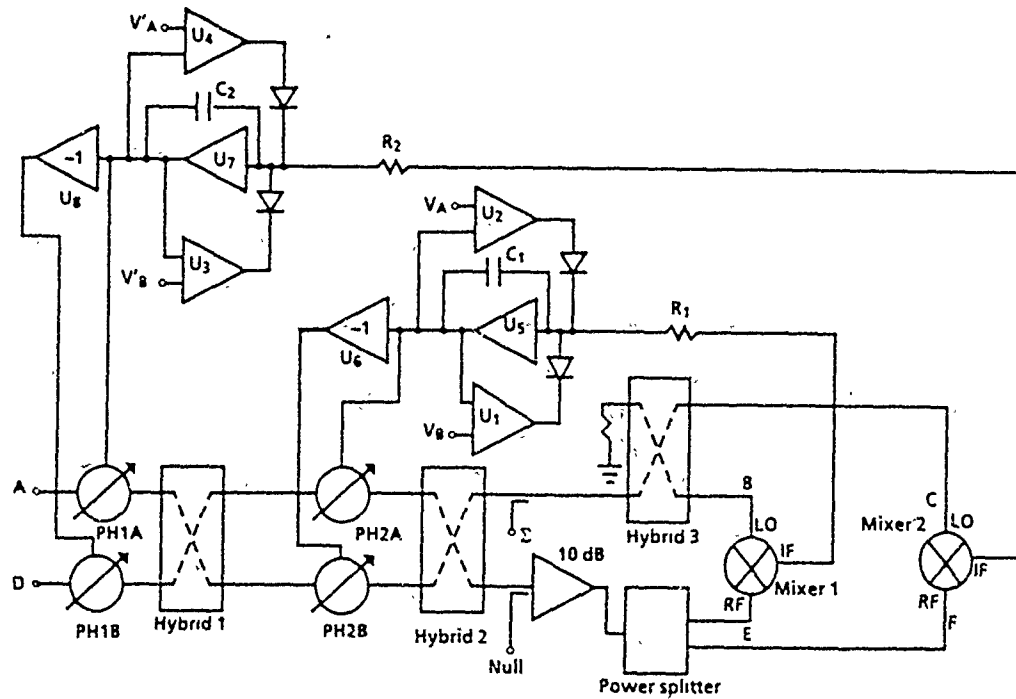 V'A
U4
C2
-1
U7
R2
U8
VA
U2
U3
V'B
C1
R1
-1
U5
U6
U1
VB
A
B
C
PH1A
PH2A
Σ
Hybrid 3
LO
Mixer 2
LO
10 dB
IF
IF
D
Mixer 1
RF
RF
PH1B
Hybrid 1
PH2B
Hybrid 2
E
F
Null
Power splitter